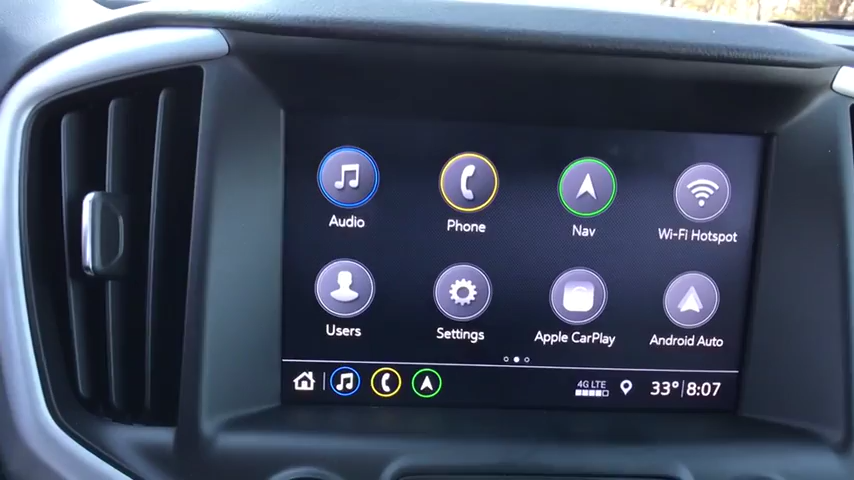 Audio
Phone
Nav
Wi-Fi Hotspot
Users
Settings
Apple CarPlay
Android Auto
4G LTE
33° 8:07